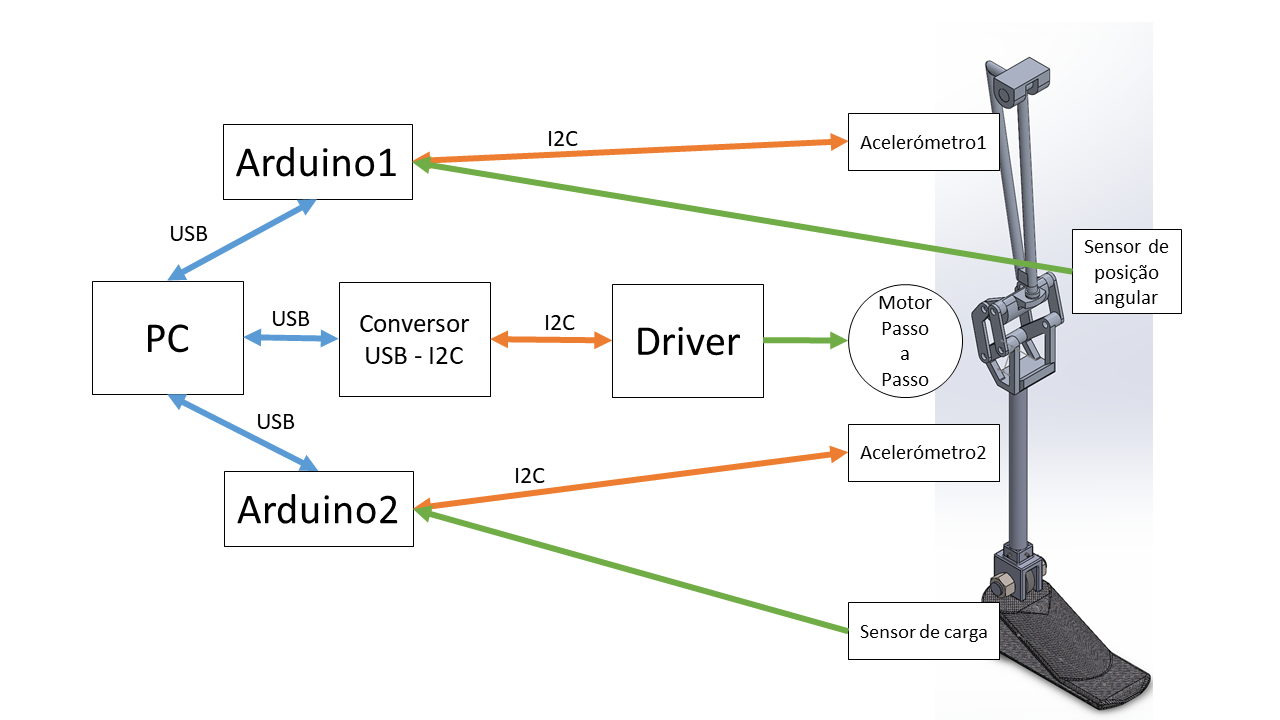 I2C
Acelerómetro1
Arduino1
USB
Sensor de
posição
angular
PC
USB
Conversor
USB - I2C
I2C
Driver
Motor
Passo
a
Passo
USB
Acelerómetro2
I2C
Arduino2
Sensor de carga